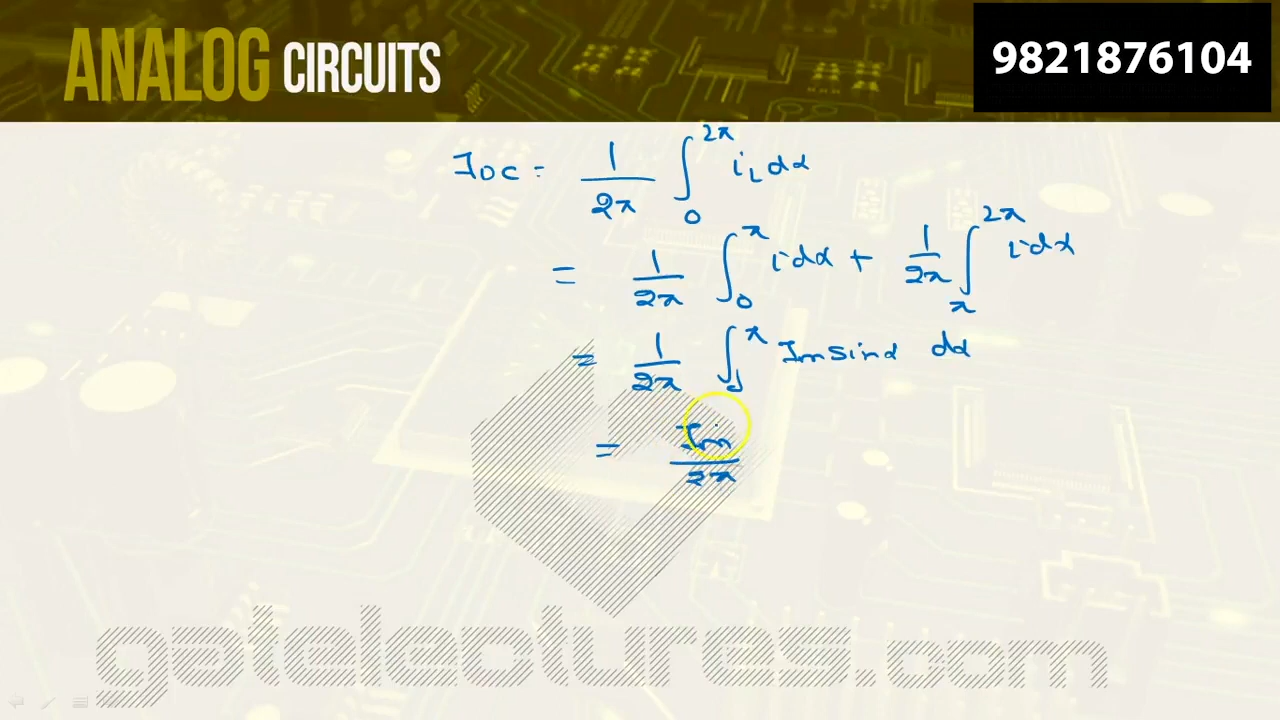 ANALOG CIRCUITS
9821876104
IDC = 1/2π ∫₀^2π iL dα
= 1/2π ∫₀^π i dα + 1/2π ∫π^2π i dα
= 1/2π ∫₀^π Im sinα dα
= Im/2π
gatelectures.com